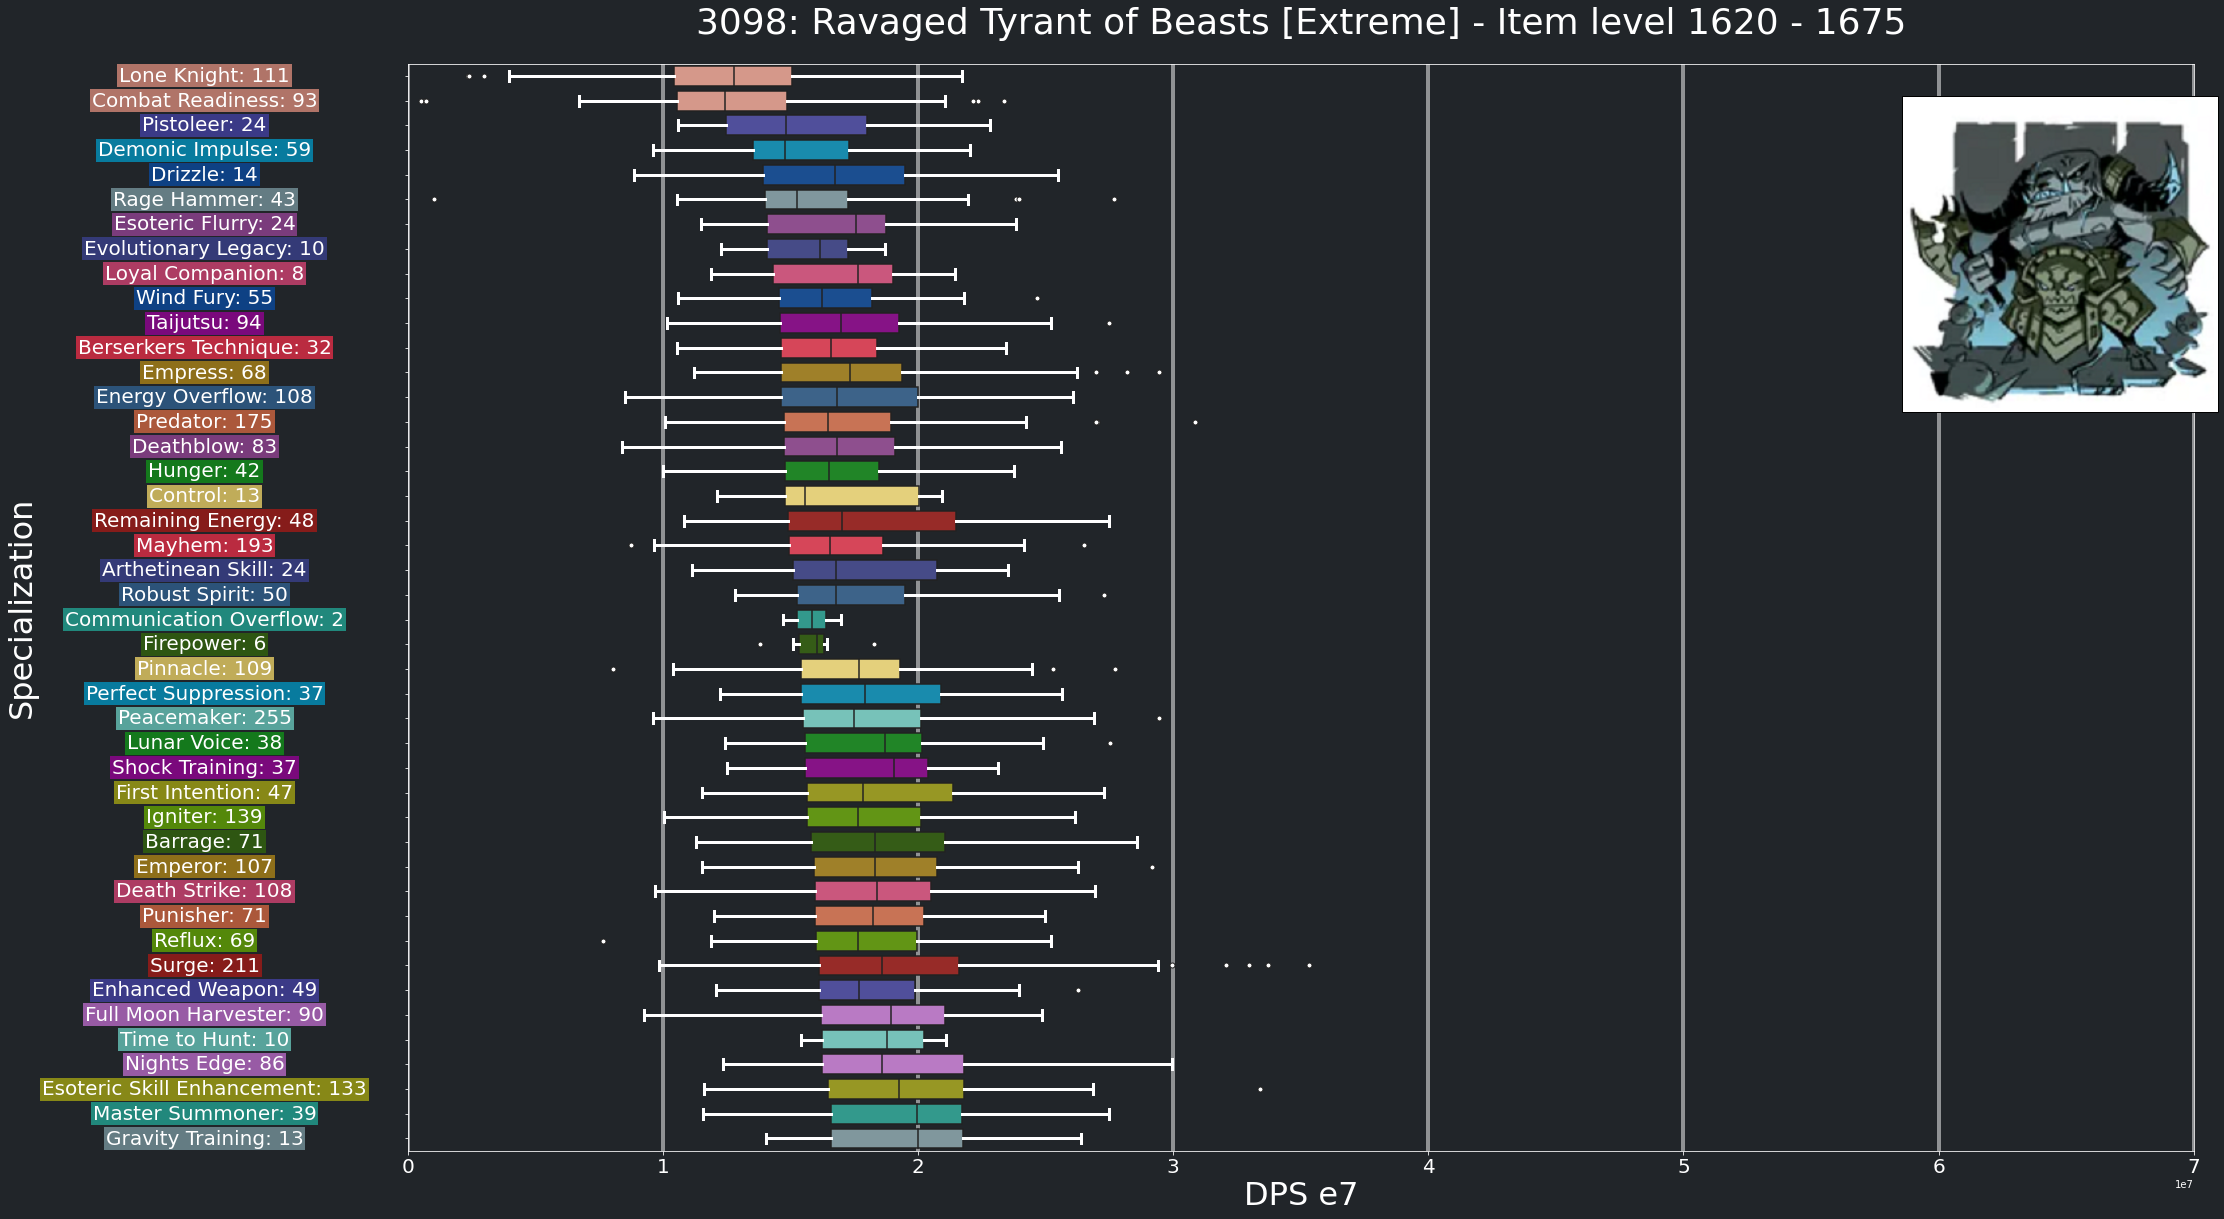 3098: Ravaged Tyrant of Beasts [Extreme] - Item level 1620 - 1675
Specialization
Lone Knight: 111
Combat Readiness: 93
Pistoleer: 24
Demonic Impulse: 59
Drizzle: 14
Rage Hammer: 43
Esoteric Flurry: 24
Evolutionary Legacy: 10
Loyal Companion: 8
Wind Fury: 55
Taijutsu: 94
Berserkers Technique: 32
Empress: 68
Energy Overflow: 108
Predator: 175
Deathblow: 83
Hunger: 42
Control: 13
Remaining Energy: 48
Mayhem: 193
Arthetinean Skill: 24
Robust Spirit: 50
Communication Overflow: 2
Firepower: 6
Pinnacle: 109
Perfect Suppression: 37
Peacemaker: 255
Lunar Voice: 38
Shock Training: 37
First Intention: 47
Igniter: 139
Barrage: 71
Emperor: 107
Death Strike: 108
Punisher: 71
Reflux: 69
Surge: 211
Enhanced Weapon: 49
Full Moon Harvester: 90
Time to Hunt: 10
Nights Edge: 86
Esoteric Skill Enhancement: 133
Master Summoner: 39
Gravity Training: 13
0 1 2 3 4 5 6 7
1e7
DPS e7